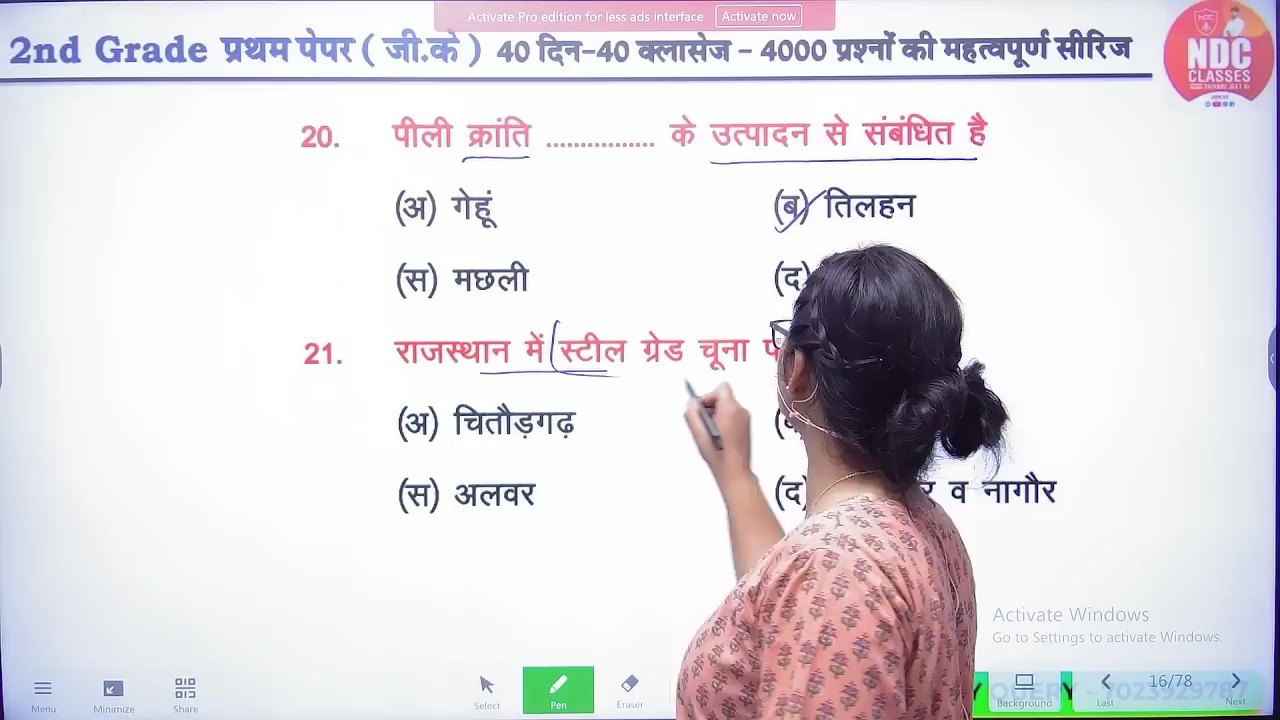 Activate Pro edition for less ads interface Activate now
2nd Grade प्रथम पेपर ( जी.के ) 40 दिन-40 क्लासेज - 4000 प्रश्नों की महत्वपूर्ण सीरिज
NDC
CLASSES
20. पीली क्रांति ................ के उत्पादन से संबंधित है
(अ) गेहूं (ब) तिलहन
(स) मछली (द)
21. राजस्थान में स्टील ग्रेड चूना
(अ) चितौड़गढ़
(स) अलवर (द) व नागौर
Activate Windows
Go to Settings to activate Windows.
QUERY - 7023929787
Menu Minimize Share Select Pen Eraser Background Last 16/78 Next